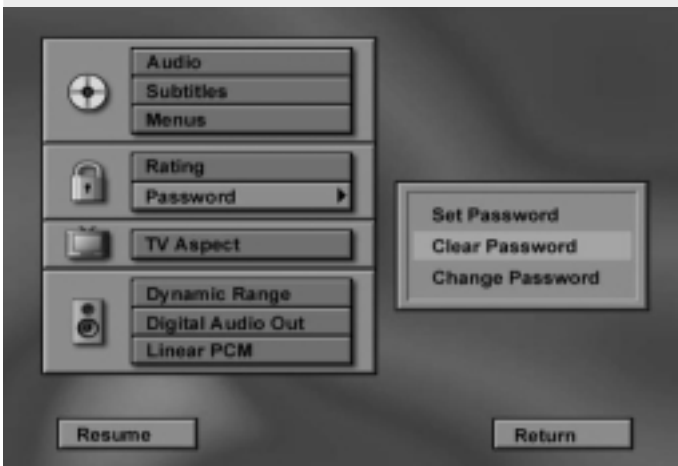 Audio
Subtitles
Menus
Rating
Password
TV Aspect
Dynamic Range
Digital Audio Out
Linear PCM
Set Password
Clear Password
Change Password
Resume
Return